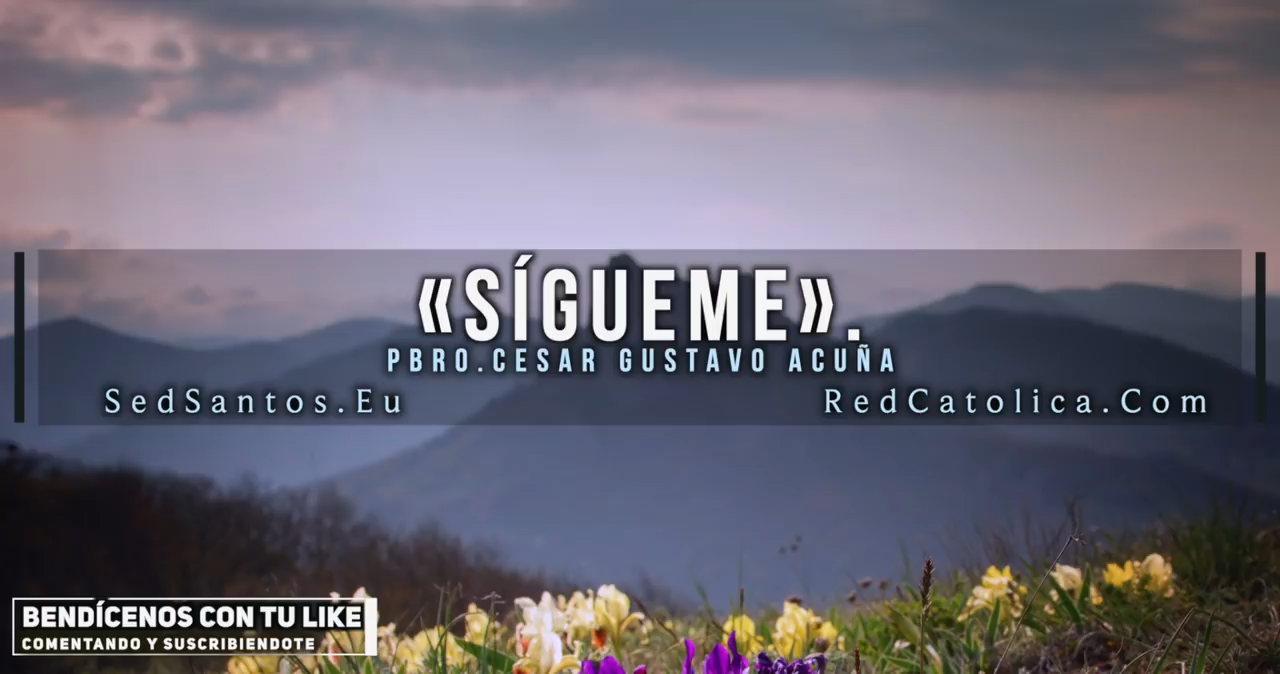 «SÍGUEME».
PBRO.CESAR GUSTAVO ACUÑA
SedSantos.Eu
RedCatolica.Com
BENDÍCENOS CON TU LIKE
COMENTANDO Y SUSCRIBIENDOTE